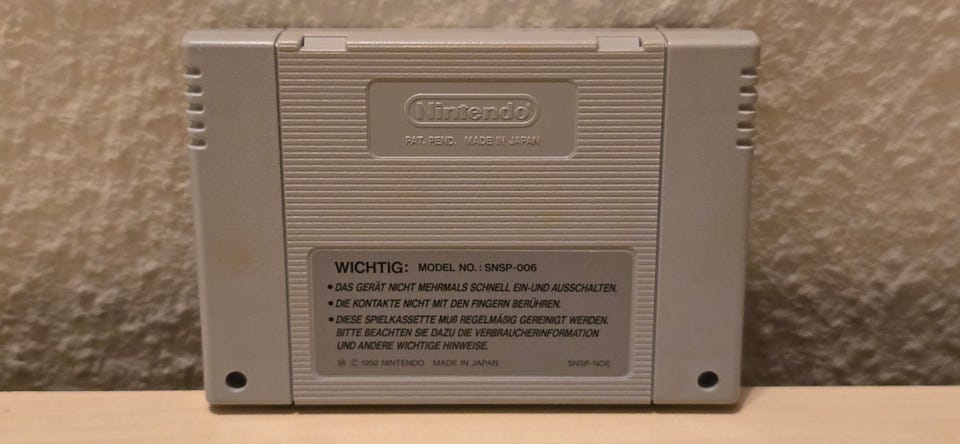 Nintendo®
PAT. PEND. MADE IN JAPAN
WICHTIG: MODEL NO.: SNSP-006
• DAS GERÄT NICHT MEHRMALS SCHNELL EIN-UND AUSSCHALTEN.
• DIE KONTAKTE NICHT MIT DEN FINGERN BERÜHREN.
• DIESE SPIELKASSETTE MUß REGELMÄßIG GEREINIGT WERDEN.
BITTE BEACHTEN SIE DAZU DIE VERBRAUCHERINFORMATION
UND ANDERE WICHTIGE HINWEISE.
Ⓜ © 1992 NINTENDO MADE IN JAPAN SNSP-NOE